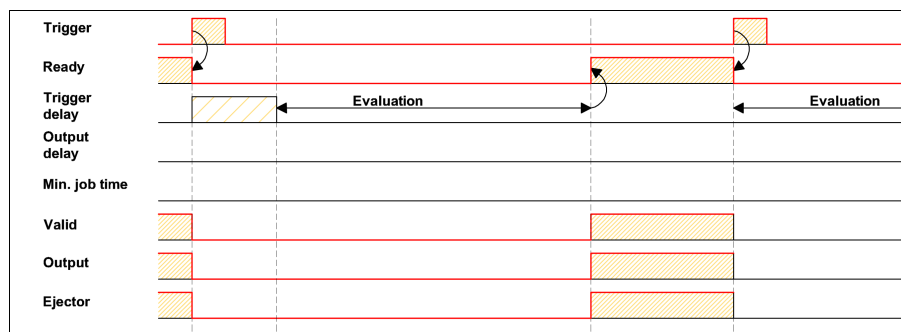 Trigger
Ready
Trigger
delay
Evaluation
Evaluation
Output
delay
Min. job time
Valid
Output
Ejector